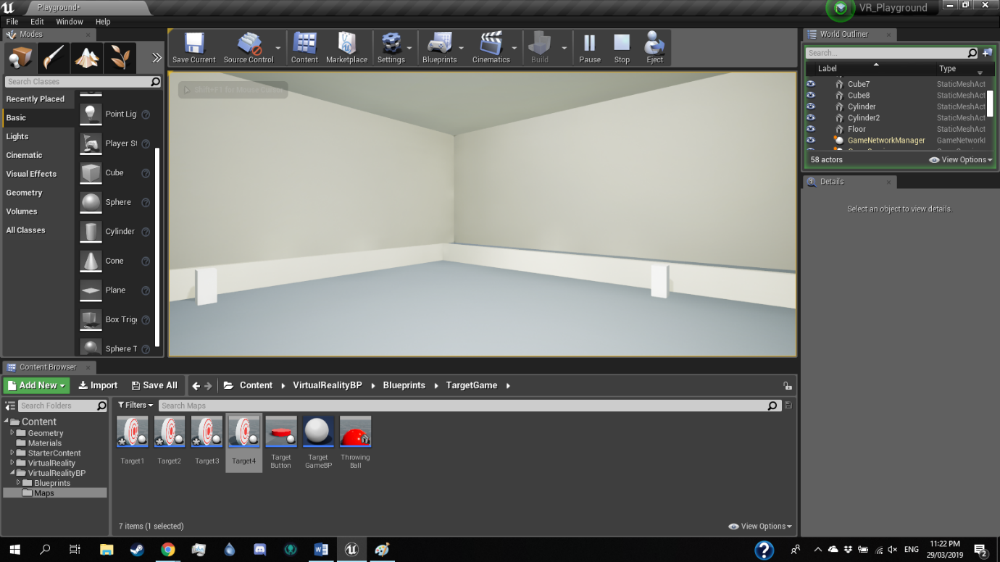 Playground*
VR_Playground
File Edit Window Help
Modes
World Outliner
Save Current
Source Control
Content
Marketplace
Settings
Blueprints
Cinematics
Build
Pause
Stop
Eject
Search Classes
Recently Placed
Basic
Lights
Cinematic
Visual Effects
Geometry
Volumes
All Classes
Point Lig
Player St
Cube
Sphere
Cylinder
Cone
Plane
Box Trige
Sphere T
Shift+F1 for Mouse Cursor
Search...
Label Type
Cube7 StaticMeshAct
Cube8 StaticMeshAct
Cylinder StaticMeshAct
Cylinder2 StaticMeshAct
Floor StaticMeshAct
GameNetworkManager GameNetworkI
58 actors View Options
Details
Select an object to view details.
Content Browser
Add New Import Save All Content VirtualRealityBP Blueprints TargetGame
Search Folders
Filters Search Maps
Content
Geometry
Materials
StarterContent
VirtualReality
VirtualRealityBP
Blueprints
Maps
Target1
Target2
Target3
Target4
Target
Button
Target
GameBP
Throwing
Ball
7 items (1 selected)
View Options
ENG
11:22 PM
29/03/2019
2